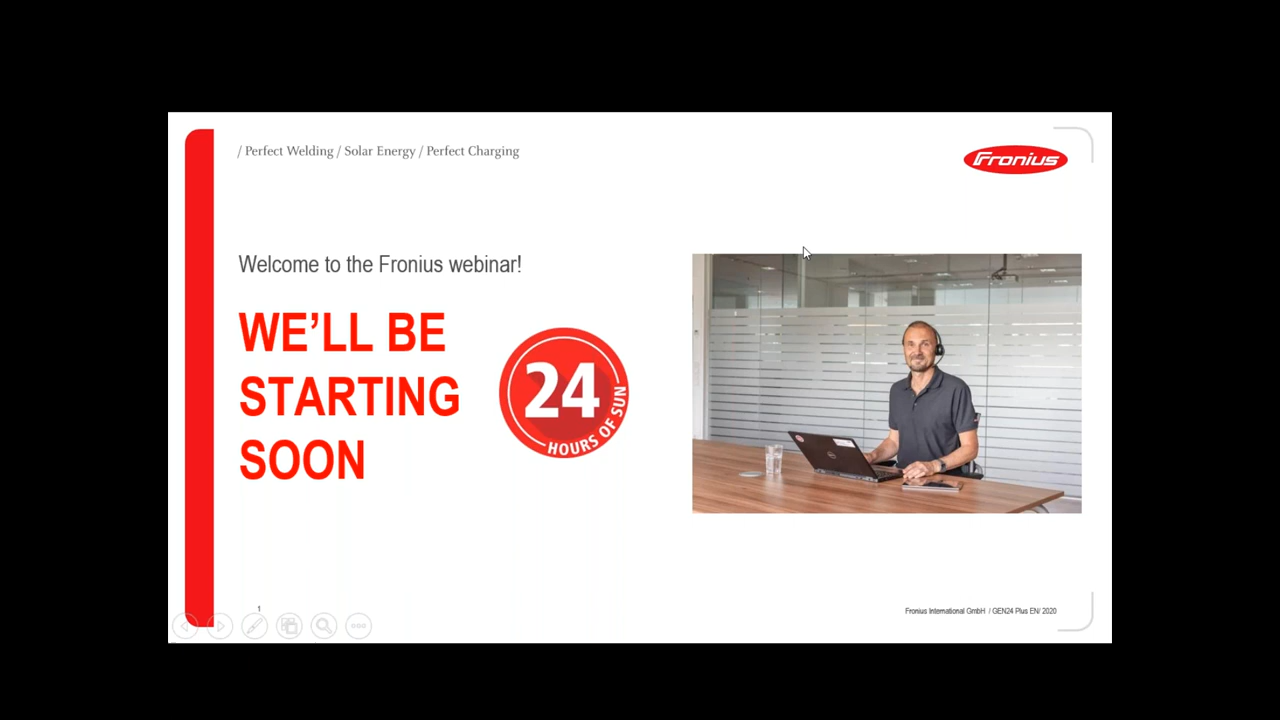 / Perfect Welding / Solar Energy / Perfect Charging
Fronius
Welcome to the Fronius webinar!
WE’LL BE
STARTING
SOON
24
HOURS OF SUN
1
Fronius International GmbH / GEN24 Plus EN/ 2020